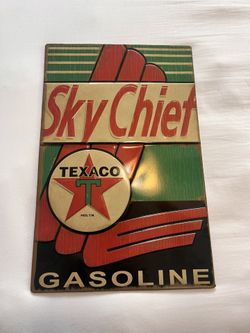 Sky Chief
TEXACO
T
GASOLINE